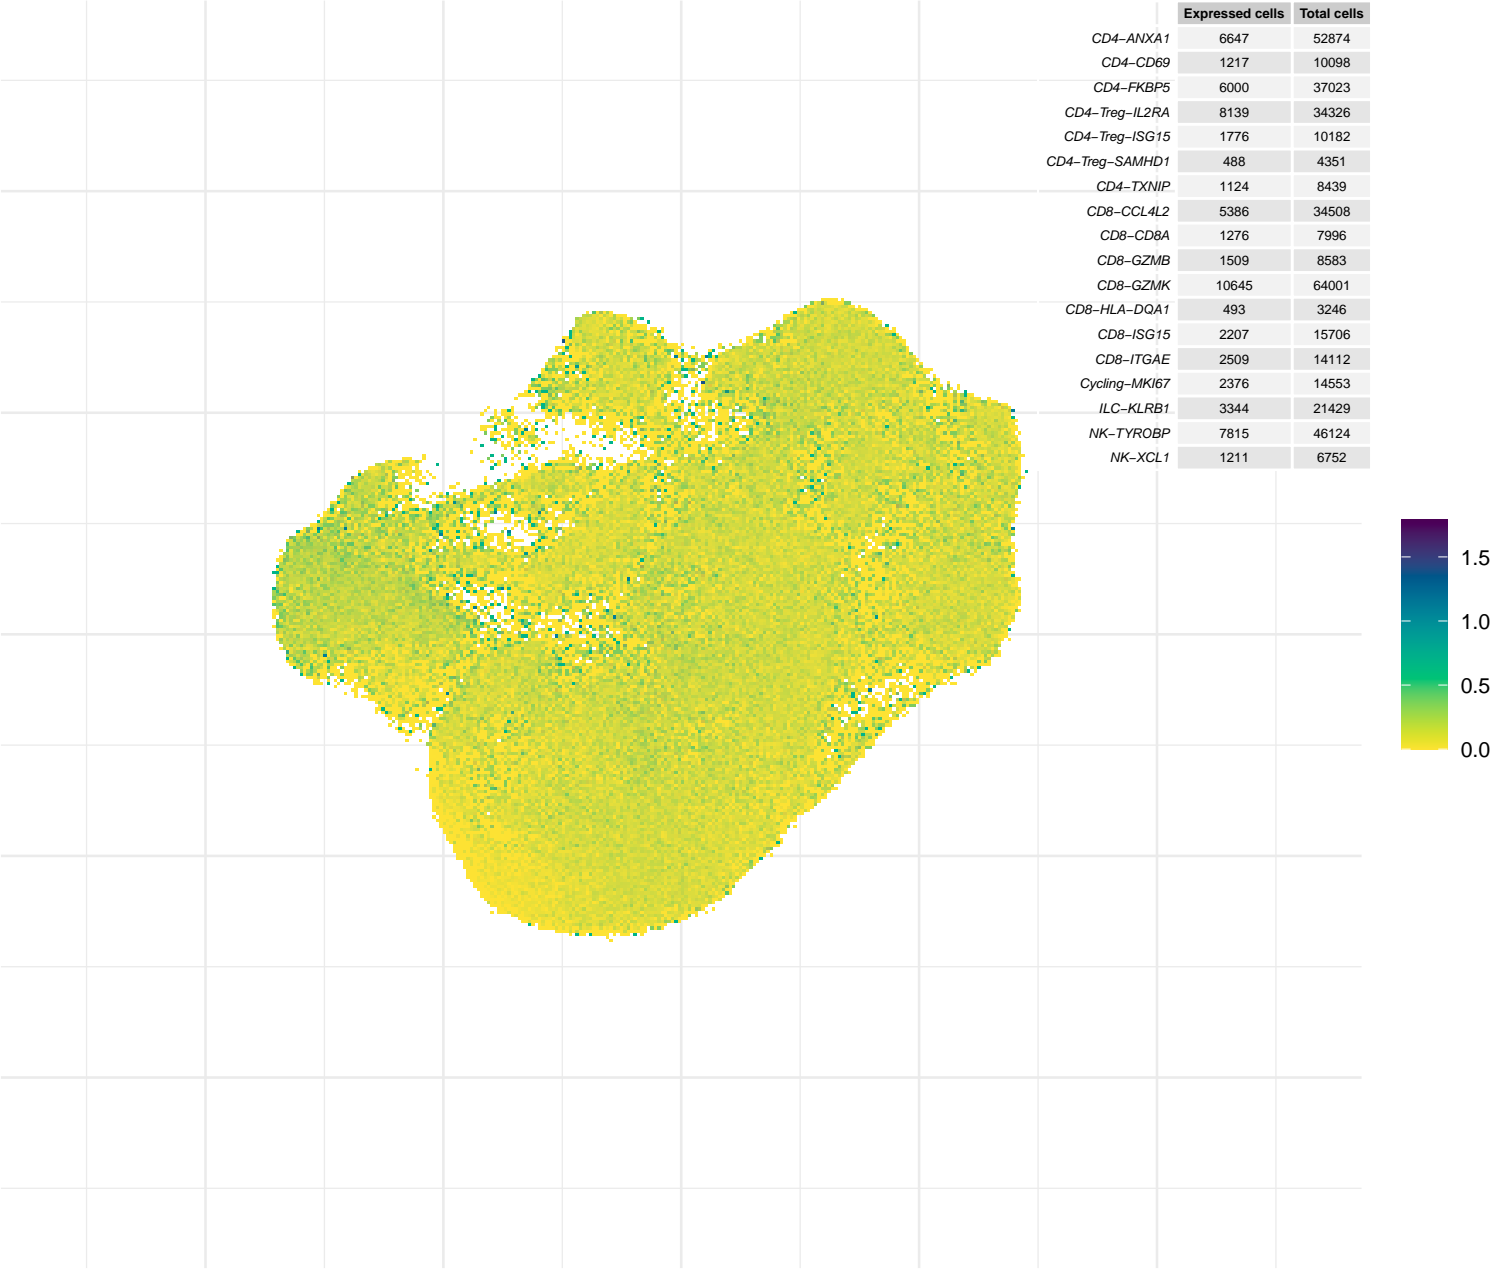 Expressed cells Total cells
CD4−ANXA1 6647 52874
CD4−CD69 1217 10098
CD4−FKBP5 6000 37023
CD4−Treg−IL2RA 8139 34326
CD4−Treg−ISG15 1776 10182
CD4−Treg−SAMHD1 488 4351
CD4−TXNIP 1124 8439
CD8−CCL4L2 5386 34508
CD8−CD8A 1276 7996
CD8−GZMB 1509 8583
CD8−GZMK 10645 64001
CD8−HLA−DQA1 493 3246
CD8−ISG15 2207 15706
CD8−ITGAE 2509 14112
Cycling−MKI67 2376 14553
ILC−KLRB1 3344 21429
NK−TYROBP 7815 46124
NK−XCL1 1211 6752
1.5
1.0
0.5
0.0